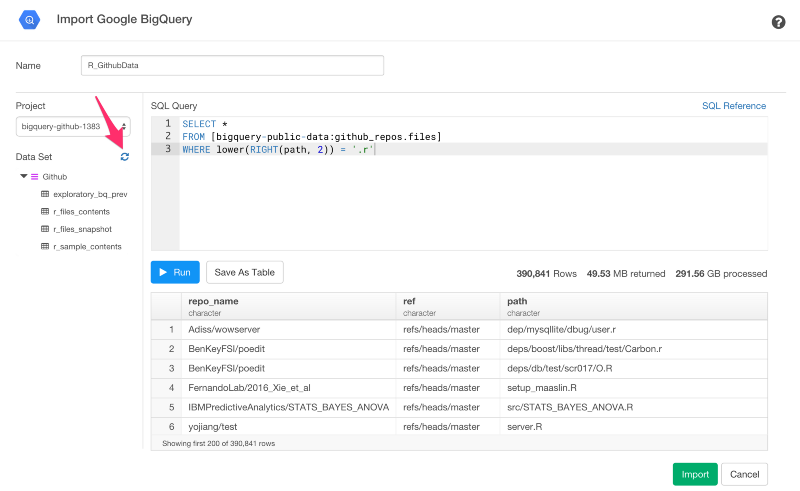 Import Google BigQuery
?
Name
R_GithubData
Project
bigquery-github-1383
Data Set
Github
exploratory_bq_prev
r_files_contents
r_files_snapshot
r_sample_contents
SQL Query
SQL Reference
1 SELECT *
2 FROM [bigquery-public-data:github_repos.files]
3 WHERE lower(RIGHT(path, 2)) = '.r'
Run
Save As Table
390,841 Rows 49.53 MB returned 291.56 GB processed
repo_name ref path
character character character
1 Adiss/wowserver refs/heads/master dep/mysqllite/dbug/user.r
2 BenKeyFSI/poedit refs/heads/master deps/boost/libs/thread/test/Carbon.r
3 BenKeyFSI/poedit refs/heads/master deps/db/test/scr017/O.R
4 FernandoLab/2016_Xie_et_al refs/heads/master setup_maaslin.R
5 IBMPredictiveAnalytics/STATS_BAYES_ANOVA refs/heads/master src/STATS_BAYES_ANOVA.R
6 yojiang/test refs/heads/master server.R
Showing first 200 of 390,841 rows
Import
Cancel